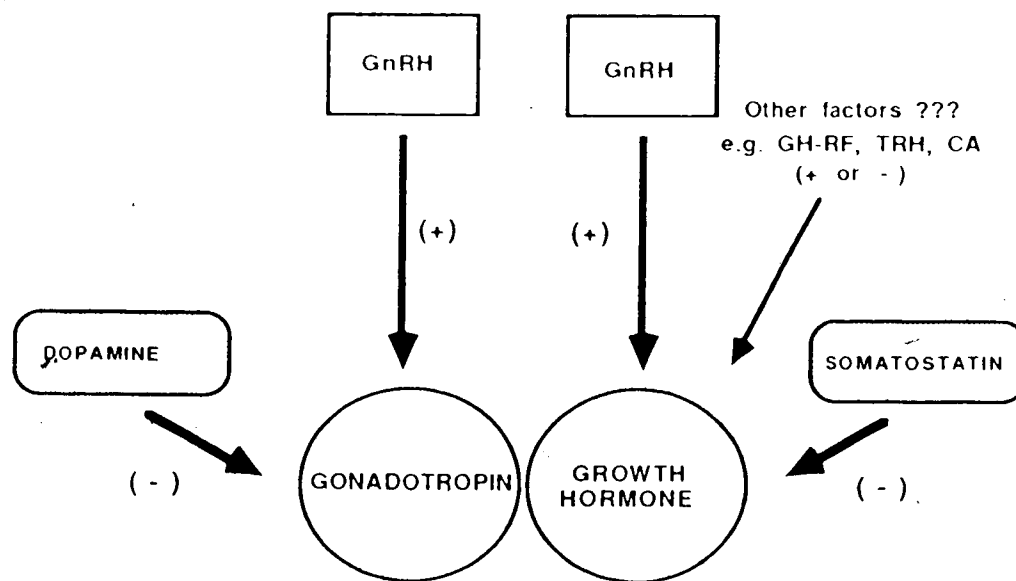 GnRH
GnRH
Other factors ???
e.g. GH-RF, TRH, CA
(+ or -)
(+)
(+)
DOPAMINE
SOMATOSTATIN
(-)
GONADOTROPIN
GROWTH
HORMONE
(-)